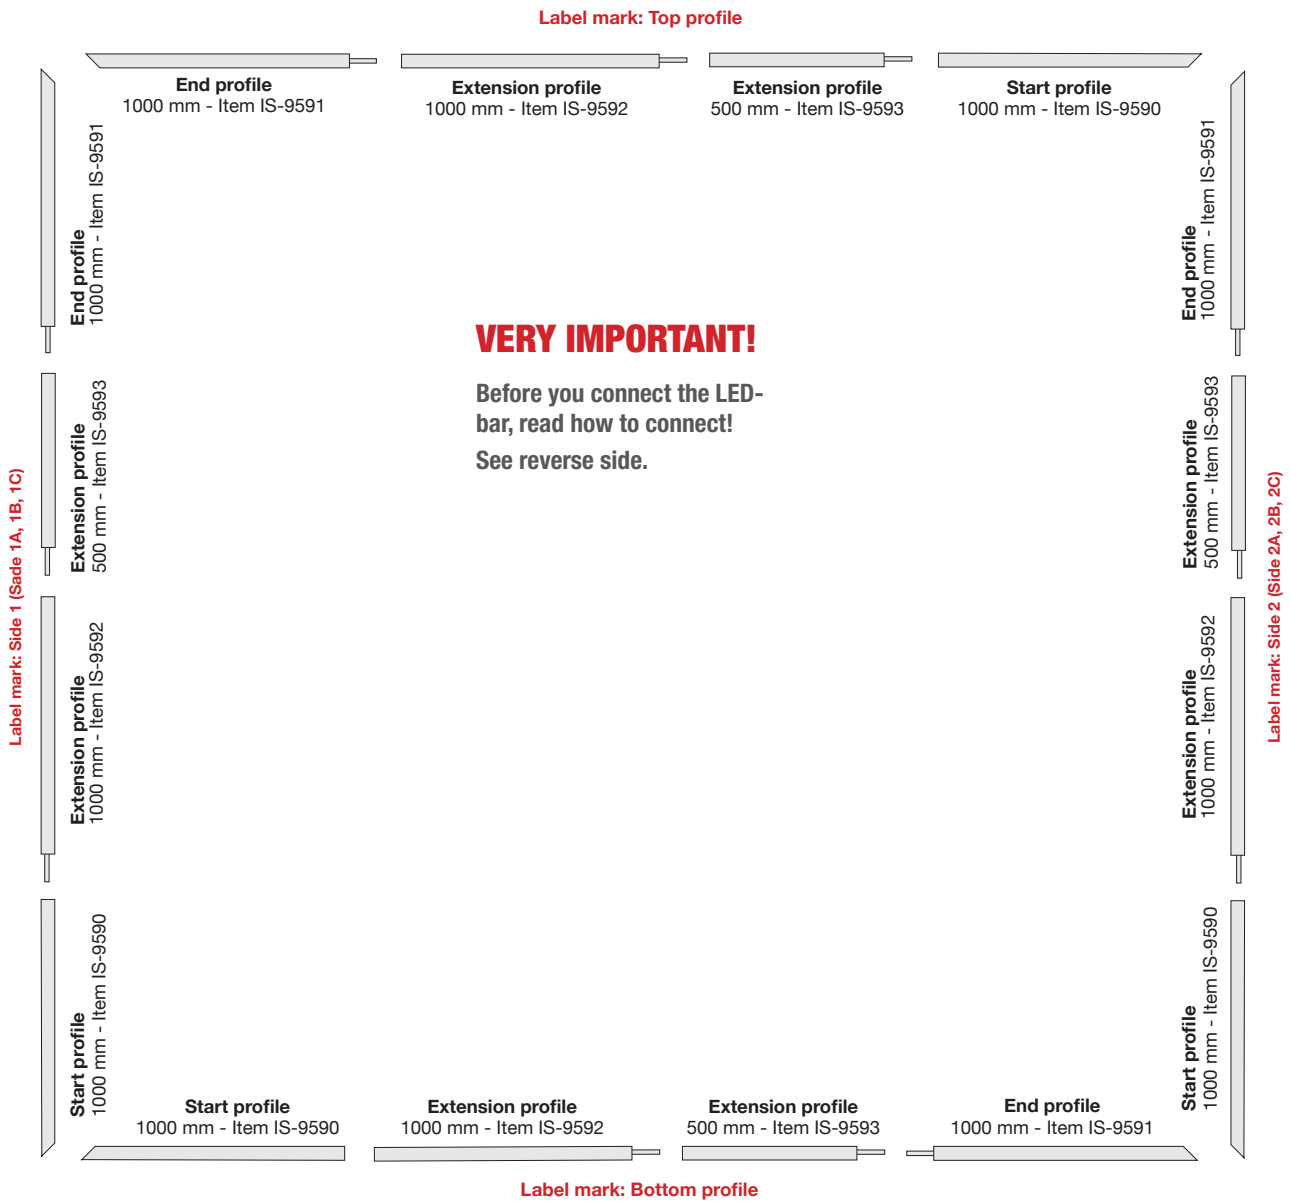 Label mark: Top profile
End profile
1000 mm - Item IS-9591
Extension profile
1000 mm - Item IS-9592
Extension profile
500 mm - Item IS-9593
Start profile
1000 mm - Item IS-9590
Label mark: Side 1 (Sade 1A, 1B, 1C)
End profile
1000 mm - Item IS-9591
Extension profile
500 mm - Item IS-9593
Extension profile
1000 mm - Item IS-9592
Start profile
1000 mm - Item IS-9590
VERY IMPORTANT!
Before you connect the LED-
bar, read how to connect!
See reverse side.
End profile
1000 mm - Item IS-9591
Extension profile
500 mm - Item IS-9593
Extension profile
1000 mm - Item IS-9592
Start profile
1000 mm - Item IS-9590
Label mark: Side 2 (Side 2A, 2B, 2C)
Start profile
1000 mm - Item IS-9590
Extension profile
1000 mm - Item IS-9592
Extension profile
500 mm - Item IS-9593
End profile
1000 mm - Item IS-9591
Label mark: Bottom profile